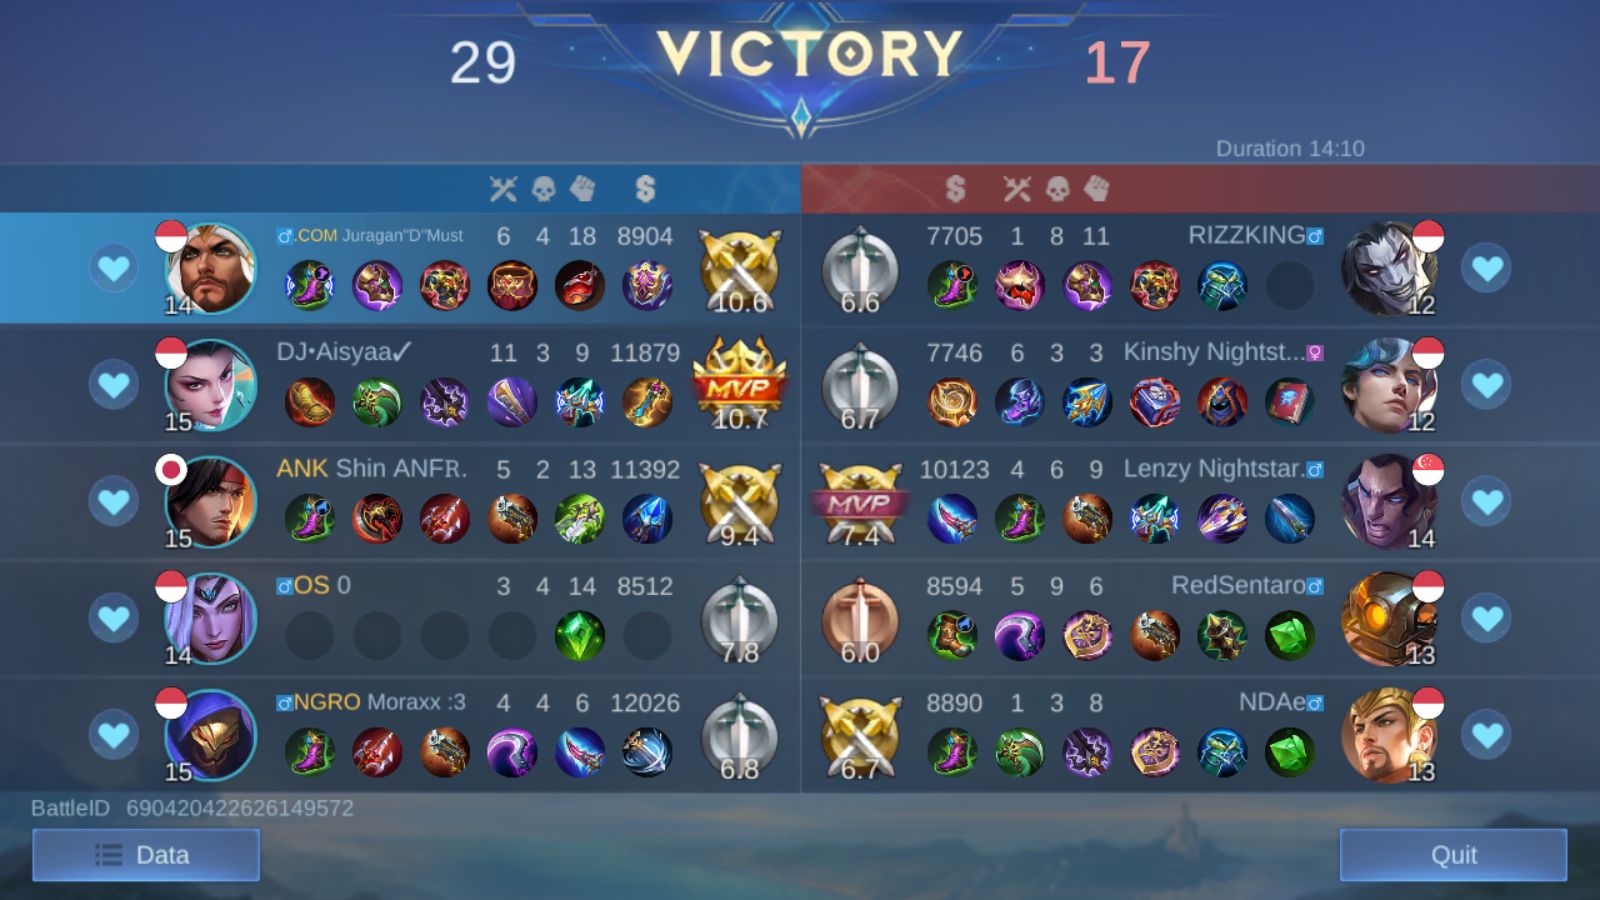 29 VICTORY 17
Duration 14:10
.COM Juragan"D"Must 6 4 18 8904
14 10.6
7705 1 8 11 RIZZKING
6.6 12
DJ•Aisyaa✓ 11 3 9 11879
15 MVP 10.7
7746 6 3 3 Kinshy Nightst...
6.7 12
ANK Shin ANFR. 5 2 13 11392
15 9.4
10123 4 6 9 Lenzy Nightstar.
MVP 7.4 14
OS 0 3 4 14 8512
14 7.8
8594 5 9 6 RedSentaro
6.0 13
NGRO Moraxx :3 4 4 6 12026
15 6.8
8890 1 3 8 NDAe
6.7 13
BattleID 690420422626149572
Data
Quit